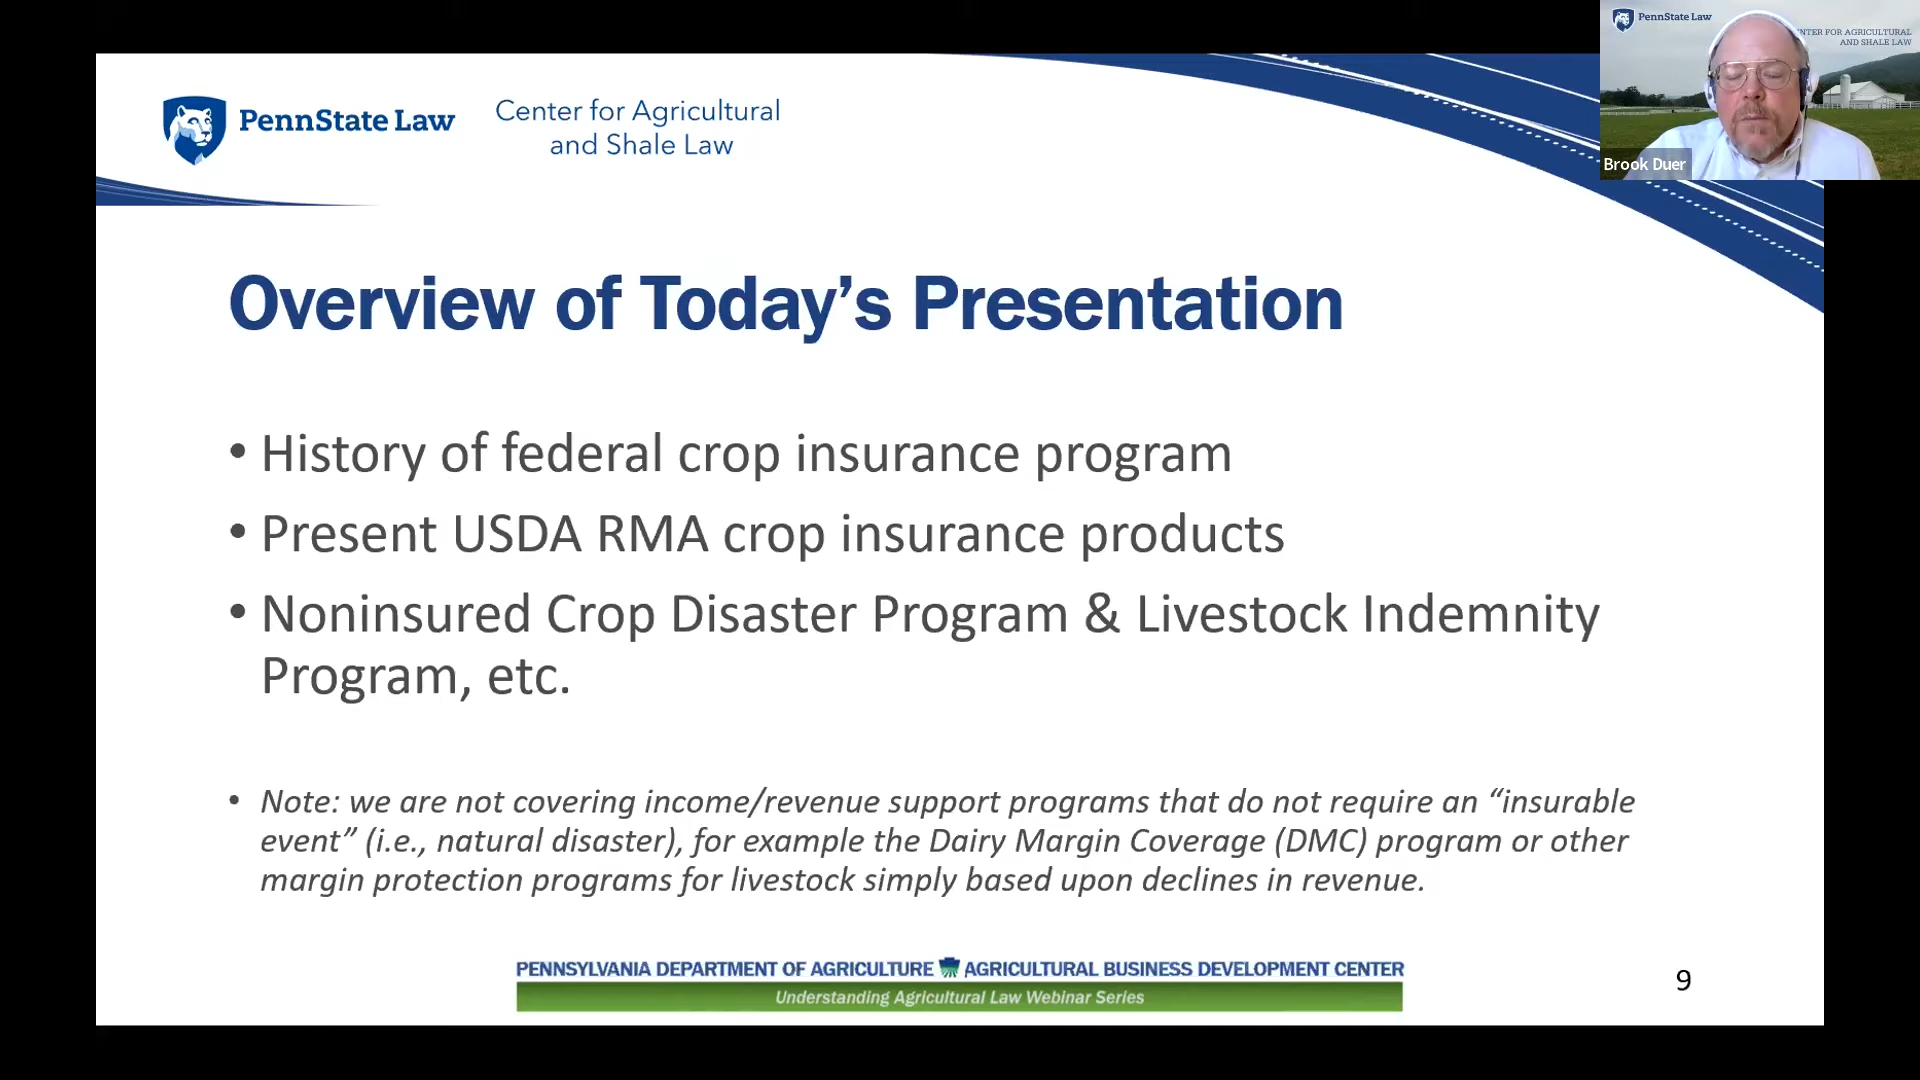 PennState Law
Center for Agricultural
and Shale Law
PennState Law
NTER FOR AGRICULTURAL
AND SHALE LAW
Brook Duer
Overview of Today’s Presentation
• History of federal crop insurance program
• Present USDA RMA crop insurance products
• Noninsured Crop Disaster Program & Livestock Indemnity
Program, etc.
• Note: we are not covering income/revenue support programs that do not require an “insurable
event” (i.e., natural disaster), for example the Dairy Margin Coverage (DMC) program or other
margin protection programs for livestock simply based upon declines in revenue.
PENNSYLVANIA DEPARTMENT OF AGRICULTURE AGRICULTURAL BUSINESS DEVELOPMENT CENTER
Understanding Agricultural Law Webinar Series
9